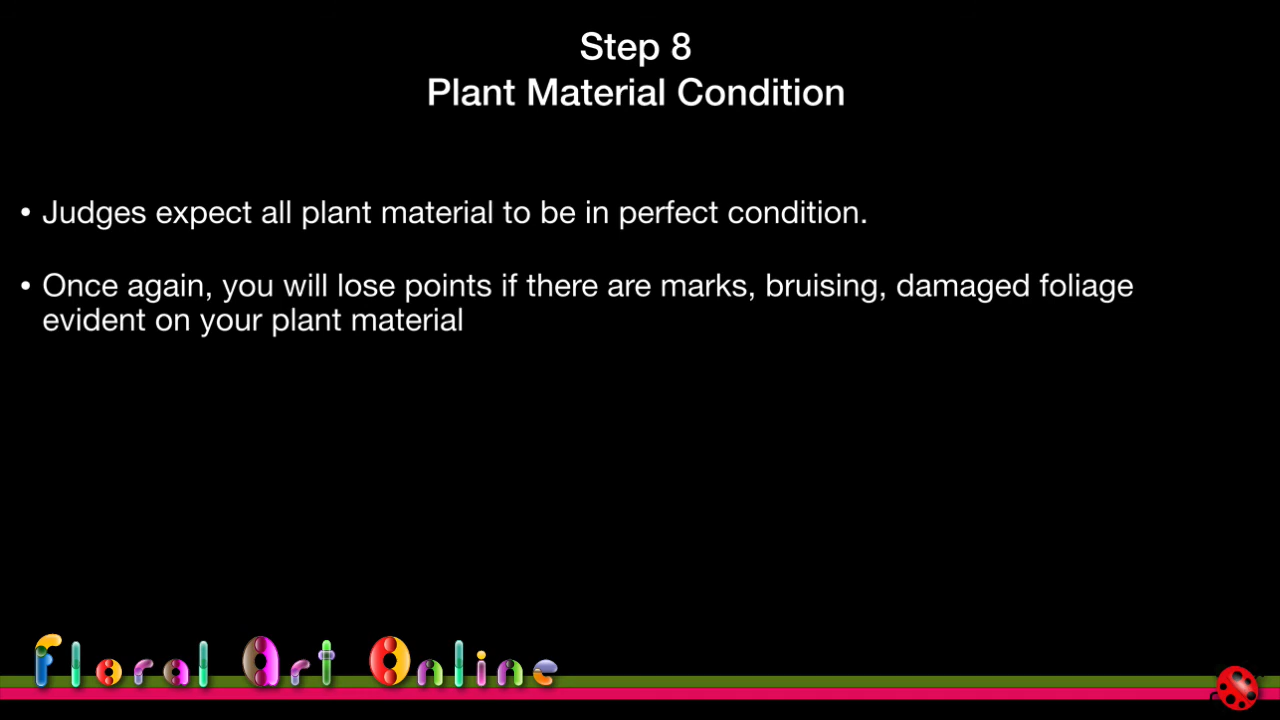 Step 8
Plant Material Condition
• Judges expect all plant material to be in perfect condition.
• Once again, you will lose points if there are marks, bruising, damaged foliage
evident on your plant material
Floral Art Online